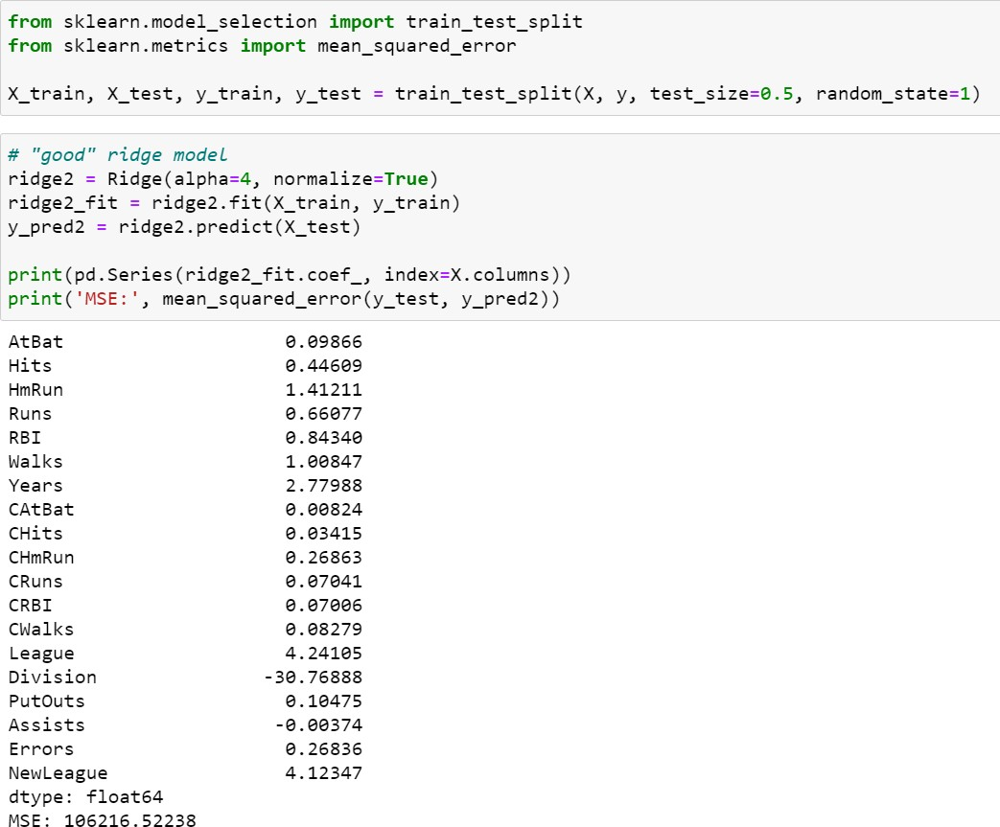 from sklearn.model_selection import train_test_split
from sklearn.metrics import mean_squared_error
X_train, X_test, y_train, y_test = train_test_split(X, y, test_size=0.5, random_state=1)
# "good" ridge model
ridge2 = Ridge(alpha=4, normalize=True)
ridge2_fit = ridge2.fit(X_train, y_train)
y_pred2 = ridge2.predict(X_test)
print(pd.Series(ridge2_fit.coef_, index=X.columns))
print('MSE:', mean_squared_error(y_test, y_pred2))
AtBat 0.09866
Hits 0.44609
HmRun 1.41211
Runs 0.66077
RBI 0.84340
Walks 1.00847
Years 2.77988
CAtBat 0.00824
CHits 0.03415
CHmRun 0.26863
CRuns 0.07041
CRBI 0.07006
CWalks 0.08279
League 4.24105
Division -30.76888
PutOuts 0.10475
Assists -0.00374
Errors 0.26836
NewLeague 4.12347
dtype: float64
MSE: 106216.52238